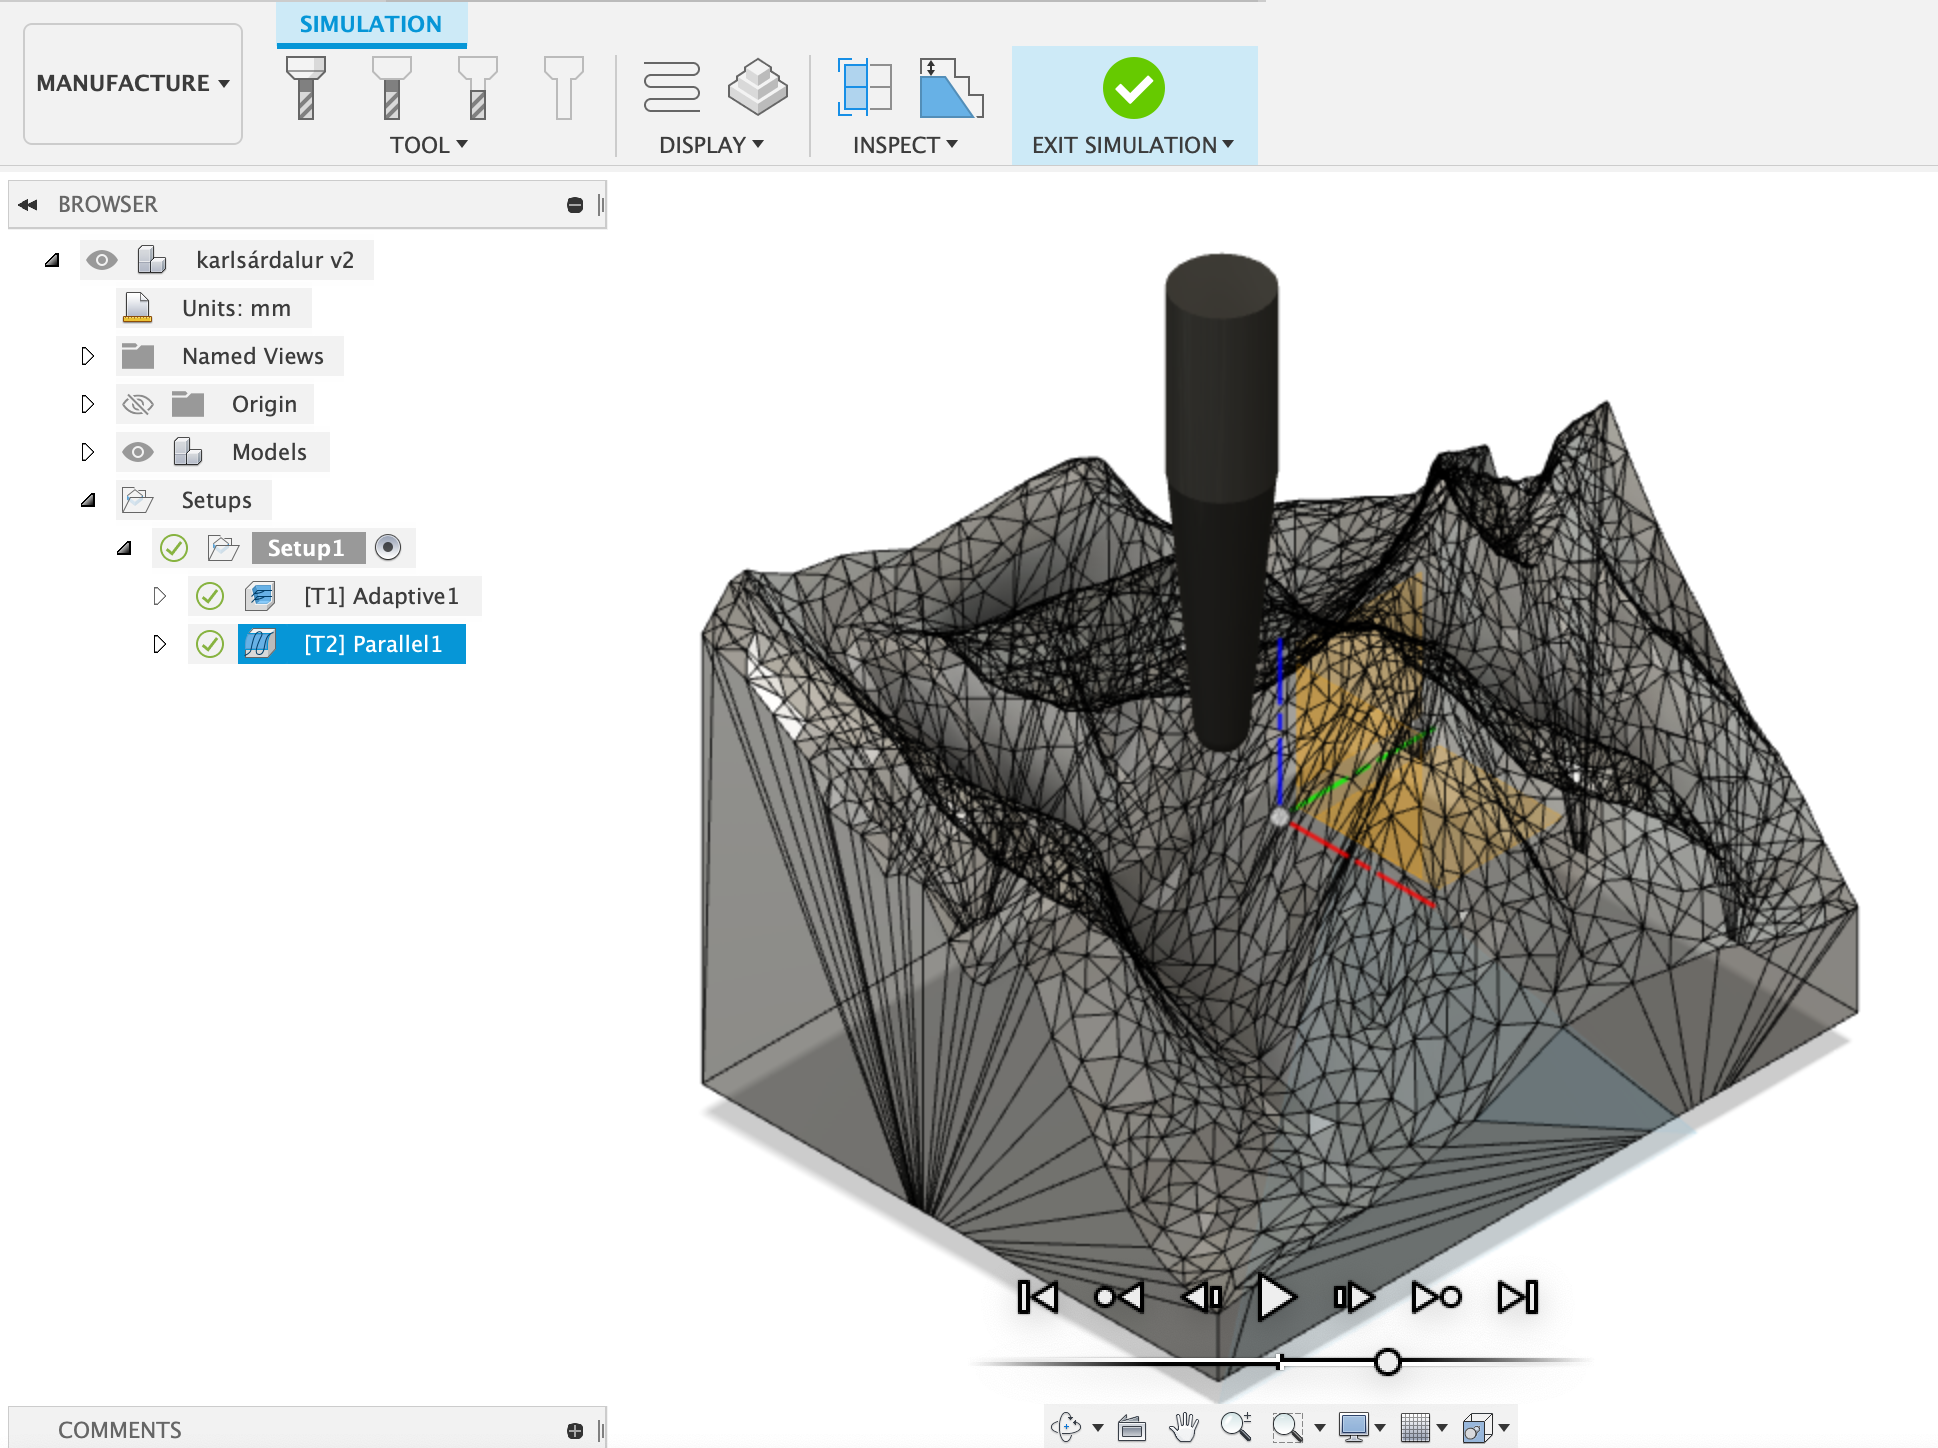 SIMULATION
MANUFACTURE
TOOL
DISPLAY
INSPECT
EXIT SIMULATION
BROWSER
karlsárdalur v2
Units: mm
Named Views
Origin
Models
Setups
Setup1
[T1] Adaptive1
[T2] Parallel1
COMMENTS